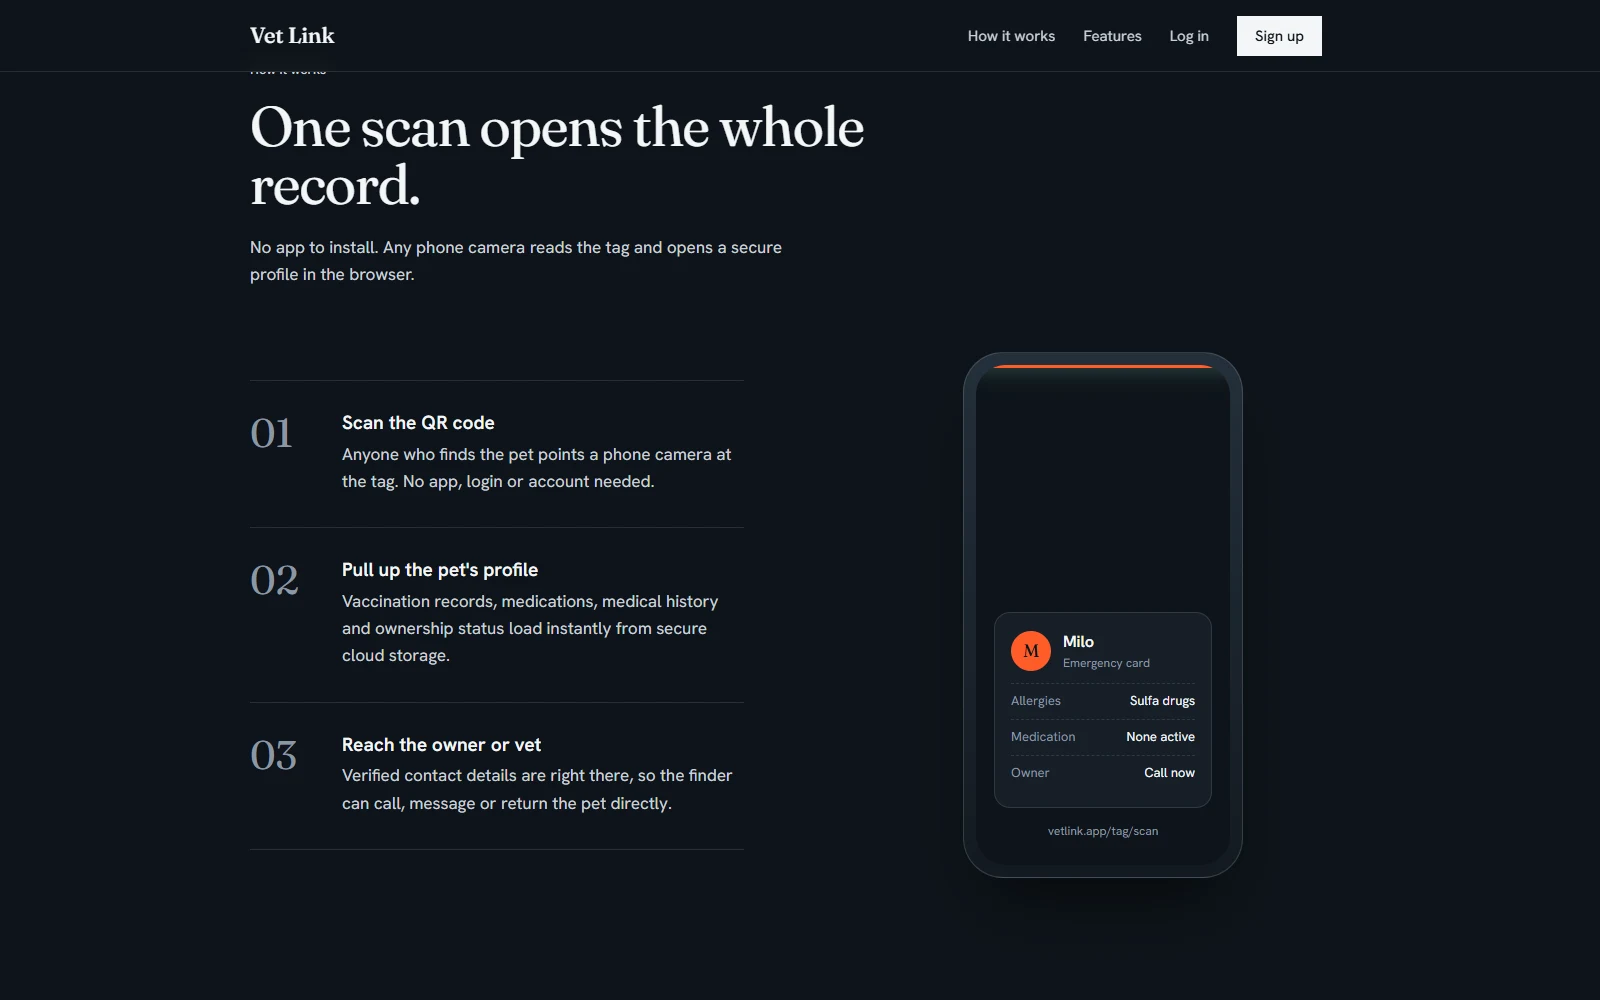 Vet Link
How it works
Features
Log in
Sign up
How it works
One scan opens the whole
record.
No app to install. Any phone camera reads the tag and opens a secure
profile in the browser.
01
Scan the QR code
Anyone who finds the pet points a phone camera at
the tag. No app, login or account needed.
02
Pull up the pet's profile
Vaccination records, medications, medical history
and ownership status load instantly from secure
cloud storage.
03
Reach the owner or vet
Verified contact details are right there, so the finder
can call, message or return the pet directly.
M
Milo
Emergency card
Allergies Sulfa drugs
Medication None active
Owner Call now
vetlink.app/tag/scan